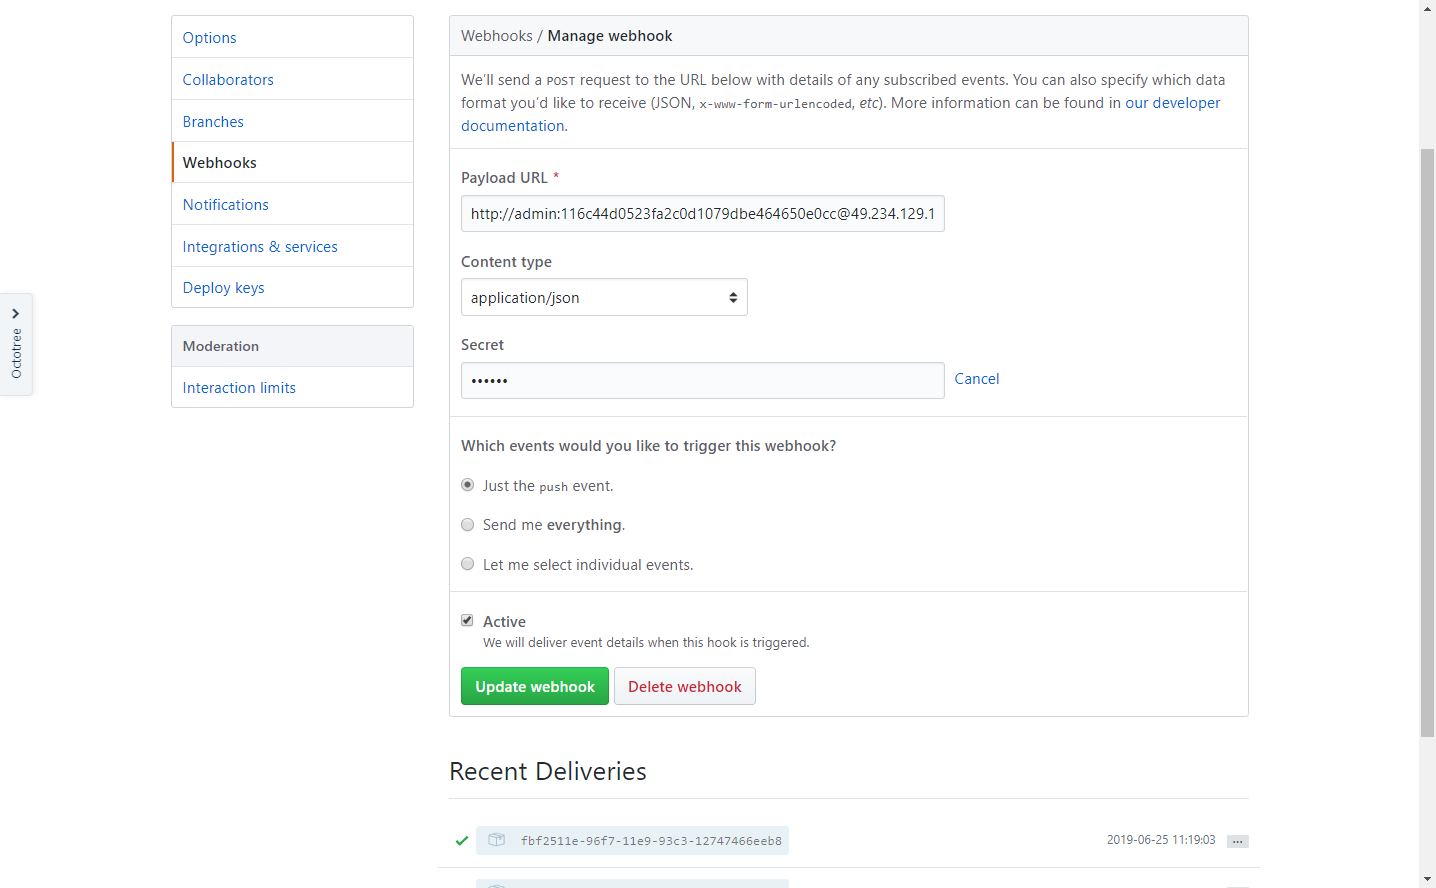 Options
Collaborators
Branches
Webhooks
Notifications
Integrations & services
Deploy keys
Moderation
Interaction limits
Octotree
Webhooks / Manage webhook
We'll send a POST request to the URL below with details of any subscribed events. You can also specify which data
format you'd like to receive (JSON, x-www-form-urlencoded, etc). More information can be found in our developer
documentation.
Payload URL *
http://admin:116c44d0523fa2c0d1079dbe464650e0cc@49.234.129.1
Content type
application/json
Secret
••••••
Cancel
Which events would you like to trigger this webhook?
Just the push event.
Send me everything.
Let me select individual events.
Active
We will deliver event details when this hook is triggered.
Update webhook
Delete webhook
Recent Deliveries
fbf2511e-96f7-11e9-93c3-12747466eeb8
2019-06-25 11:19:03
...